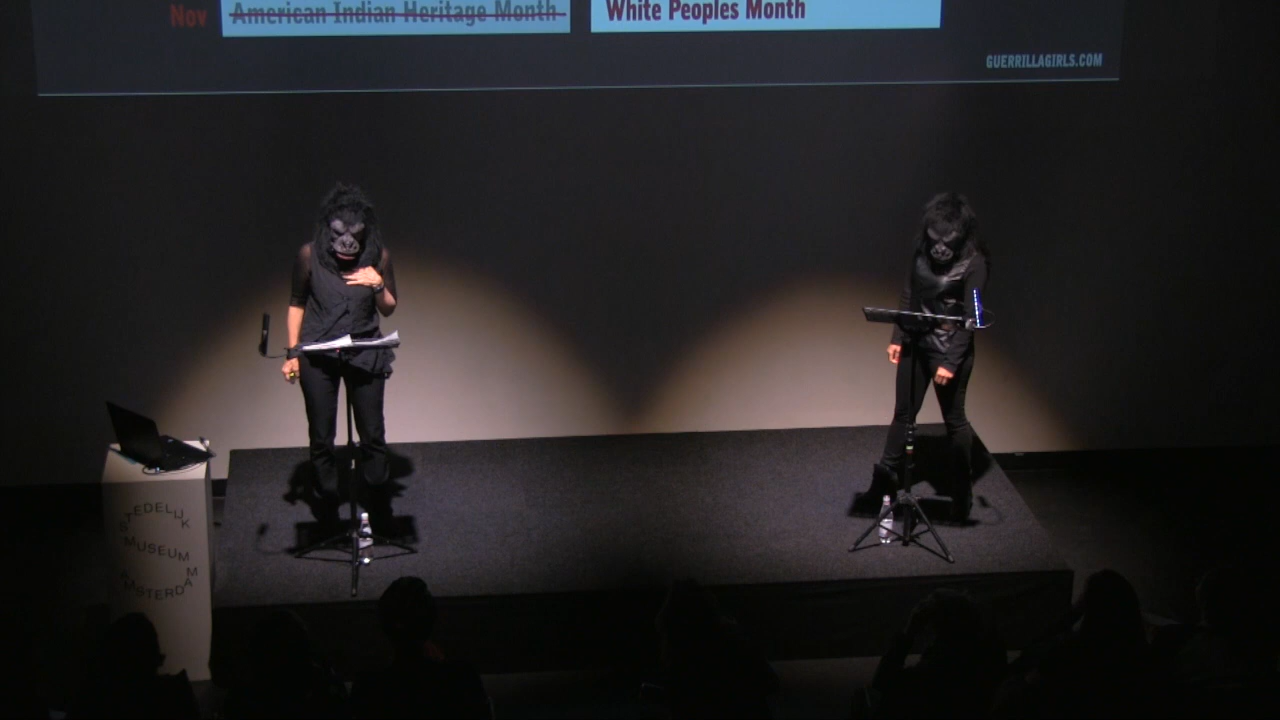 Nov American Indian Heritage Month White Peoples Month
GUERRILLAGIRLS.COM
STEDELIJK
MUSEUM
AMSTERDAM